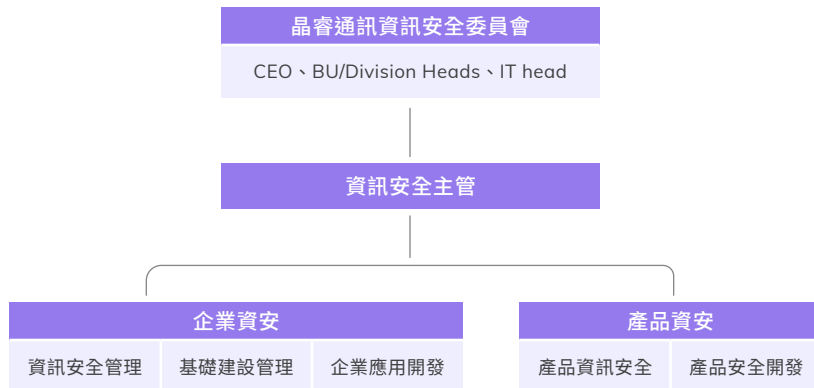 晶睿通訊資訊安全委員會
CEO、BU/Division Heads、IT head
資訊安全主管
企業資安
資訊安全管理
基礎建設管理
企業應用開發
產品資安
產品資訊安全
產品安全開發